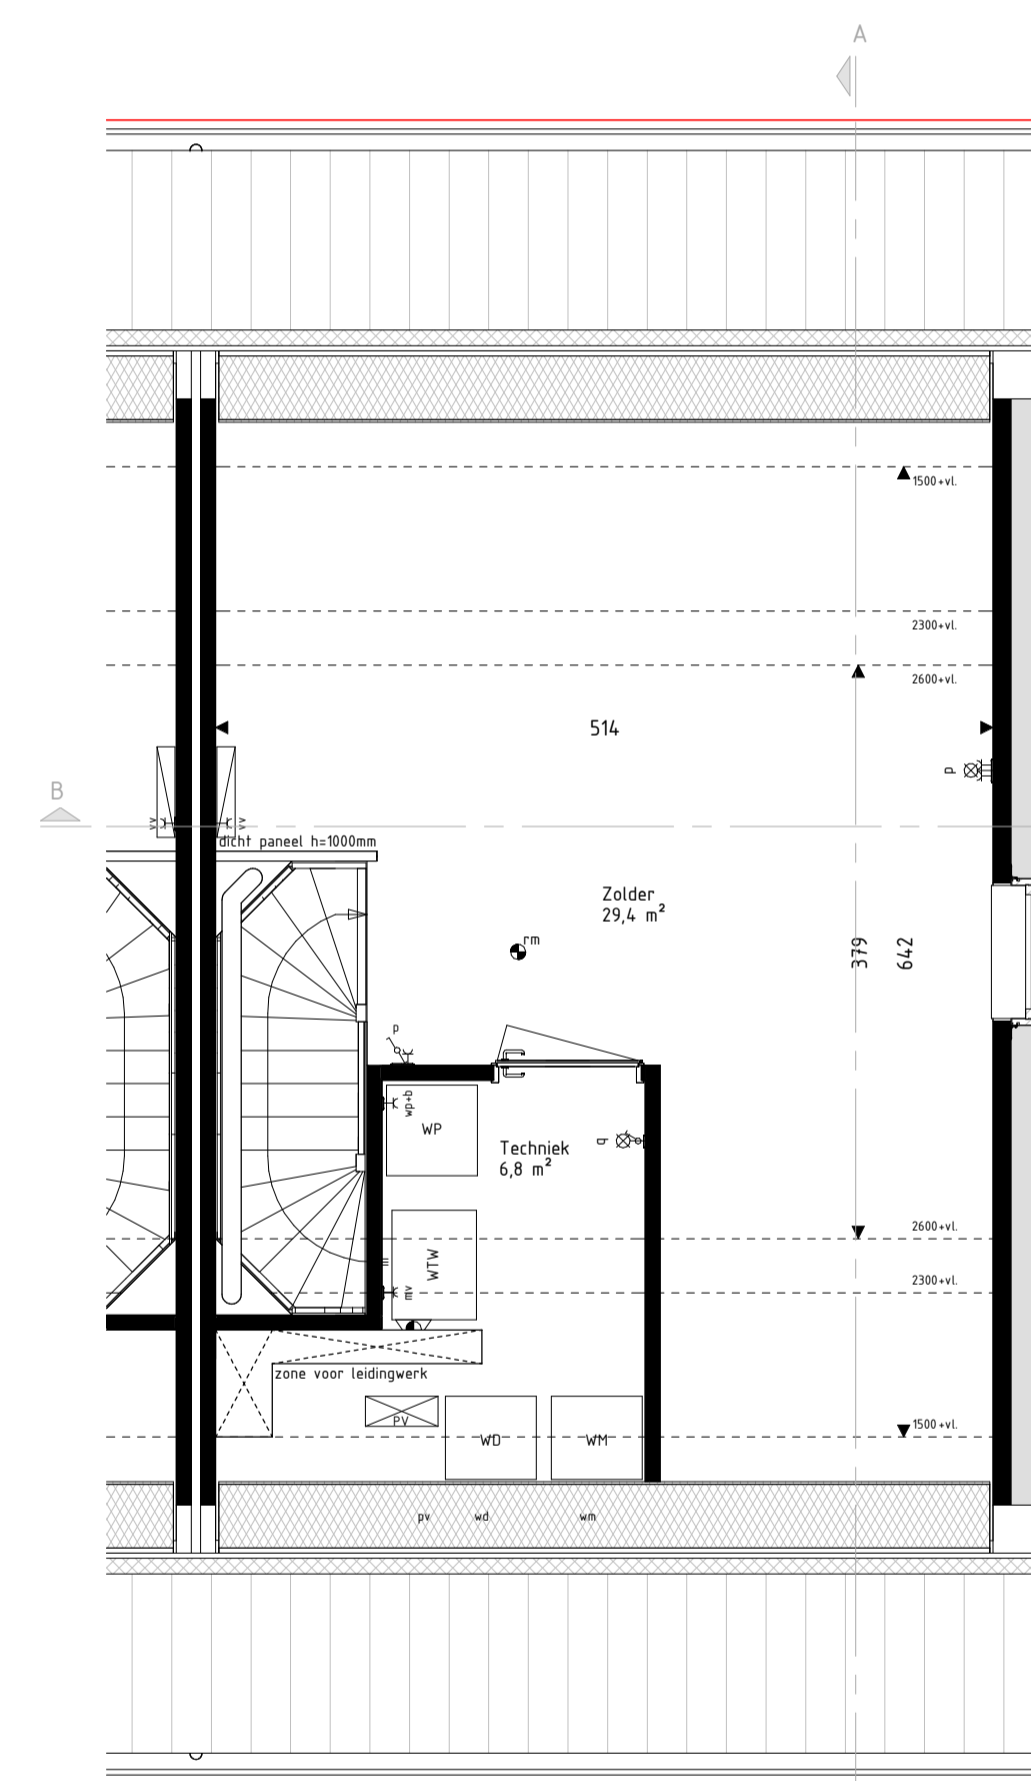 A
1500+vl.
2300+vl.
2600+vl.
514
p
B
vv
vv
dicht paneel h=1000mm
Zolder
29,4 m²
rm
379
642
p
wp+b
WP
Techniek
6,8 m²
q
2600+vl.
WTW
m
mv
2300+vl.
zone voor leidingwerk
PV
WD
WM
1500+vl.
pv wd wm